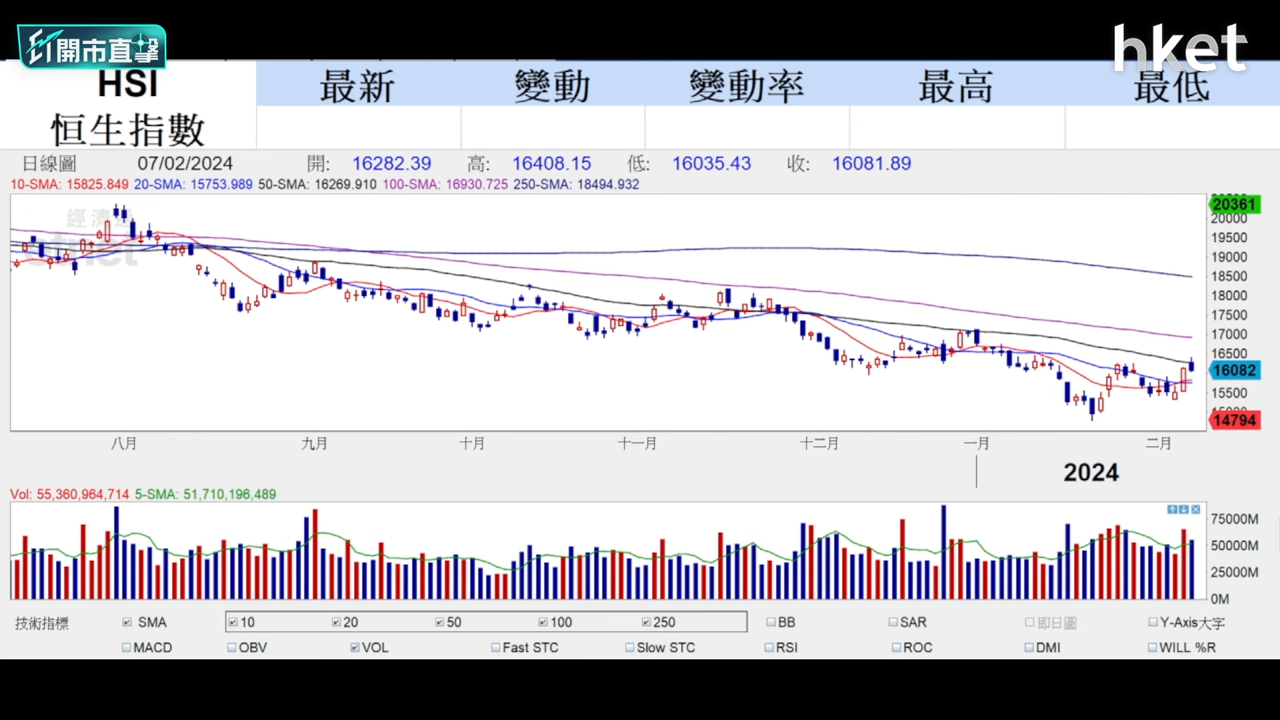 開市直擊
hket
HSI 最新 變動 變動率 最高 最低
恒生指數
日線圖 07/02/2024 開: 16282.39 高: 16408.15 低: 16035.43 收: 16081.89
10-SMA: 15825.849 20-SMA: 15753.989 50-SMA: 16269.910 100-SMA: 16930.725 250-SMA: 18494.932
20361
20000
19500
19000
18500
18000
17500
17000
16500
16082
15500
15000
14794
八月 九月 十月 十一月 十二月 一月 二月
2024
Vol: 55,360,964,714 5-SMA: 51,710,196,489
75000M
50000M
25000M
0M
技術指標 SMA 10 20 50 100 250 BB SAR 即日圖 Y-Axis大字
MACD OBV VOL Fast STC Slow STC RSI ROC DMI WILL %R